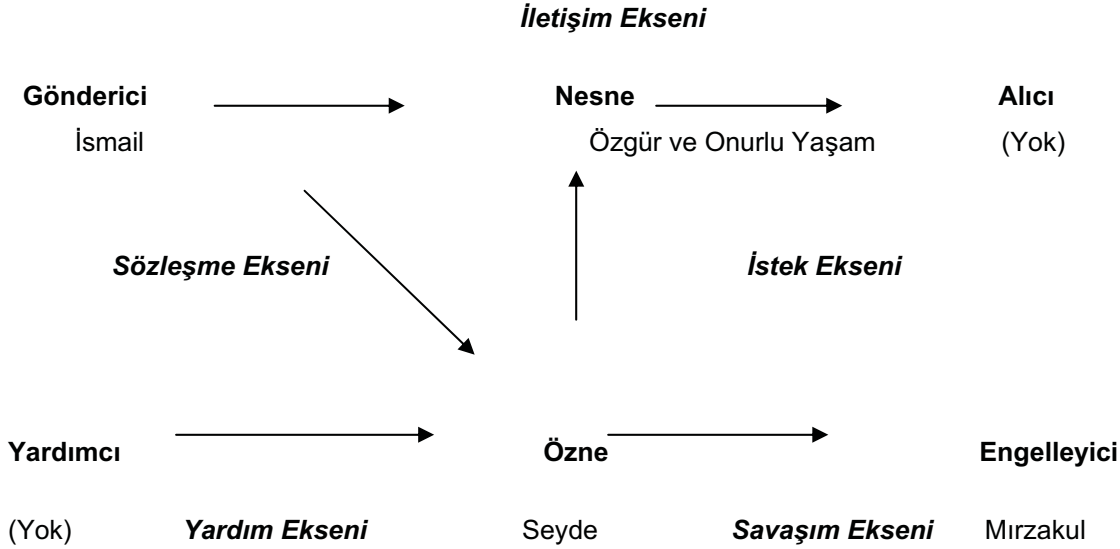 İletişim Ekseni
Gönderici Nesne Alıcı
İsmail Özgür ve Onurlu Yaşam (Yok)
Sözleşme Ekseni İstek Ekseni
Yardımcı Özne Engelleyici
(Yok) Yardım Ekseni Seyde Savaşım Ekseni Mırzakul